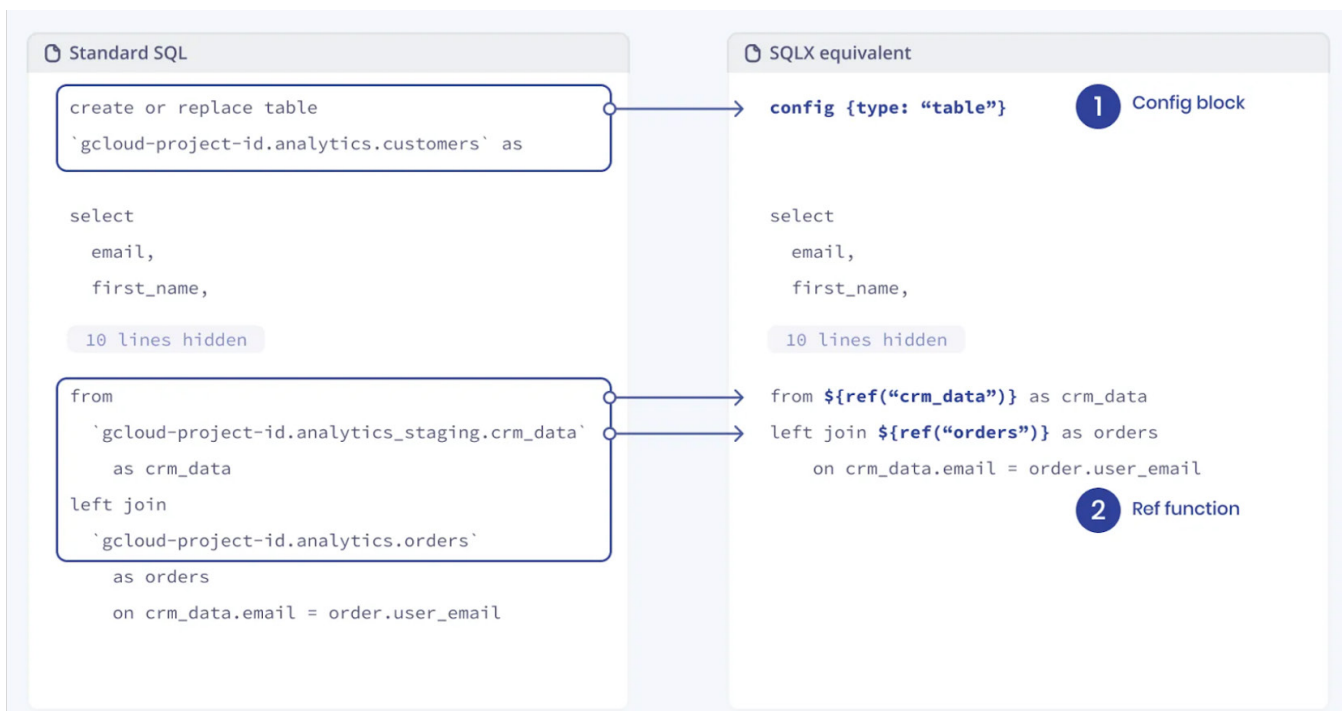 Standard SQL
create or replace table
`gcloud-project-id.analytics.customers` as
select
email,
first_name,
10 lines hidden
from
`gcloud-project-id.analytics_staging.crm_data`
as crm_data
left join
`gcloud-project-id.analytics.orders`
as orders
on crm_data.email = order.user_email
SQLX equivalent
config {type: “table”}
1 Config block
select
email,
first_name,
10 lines hidden
from ${ref(“crm_data”)} as crm_data
left join ${ref(“orders”)} as orders
on crm_data.email = order.user_email
2 Ref function